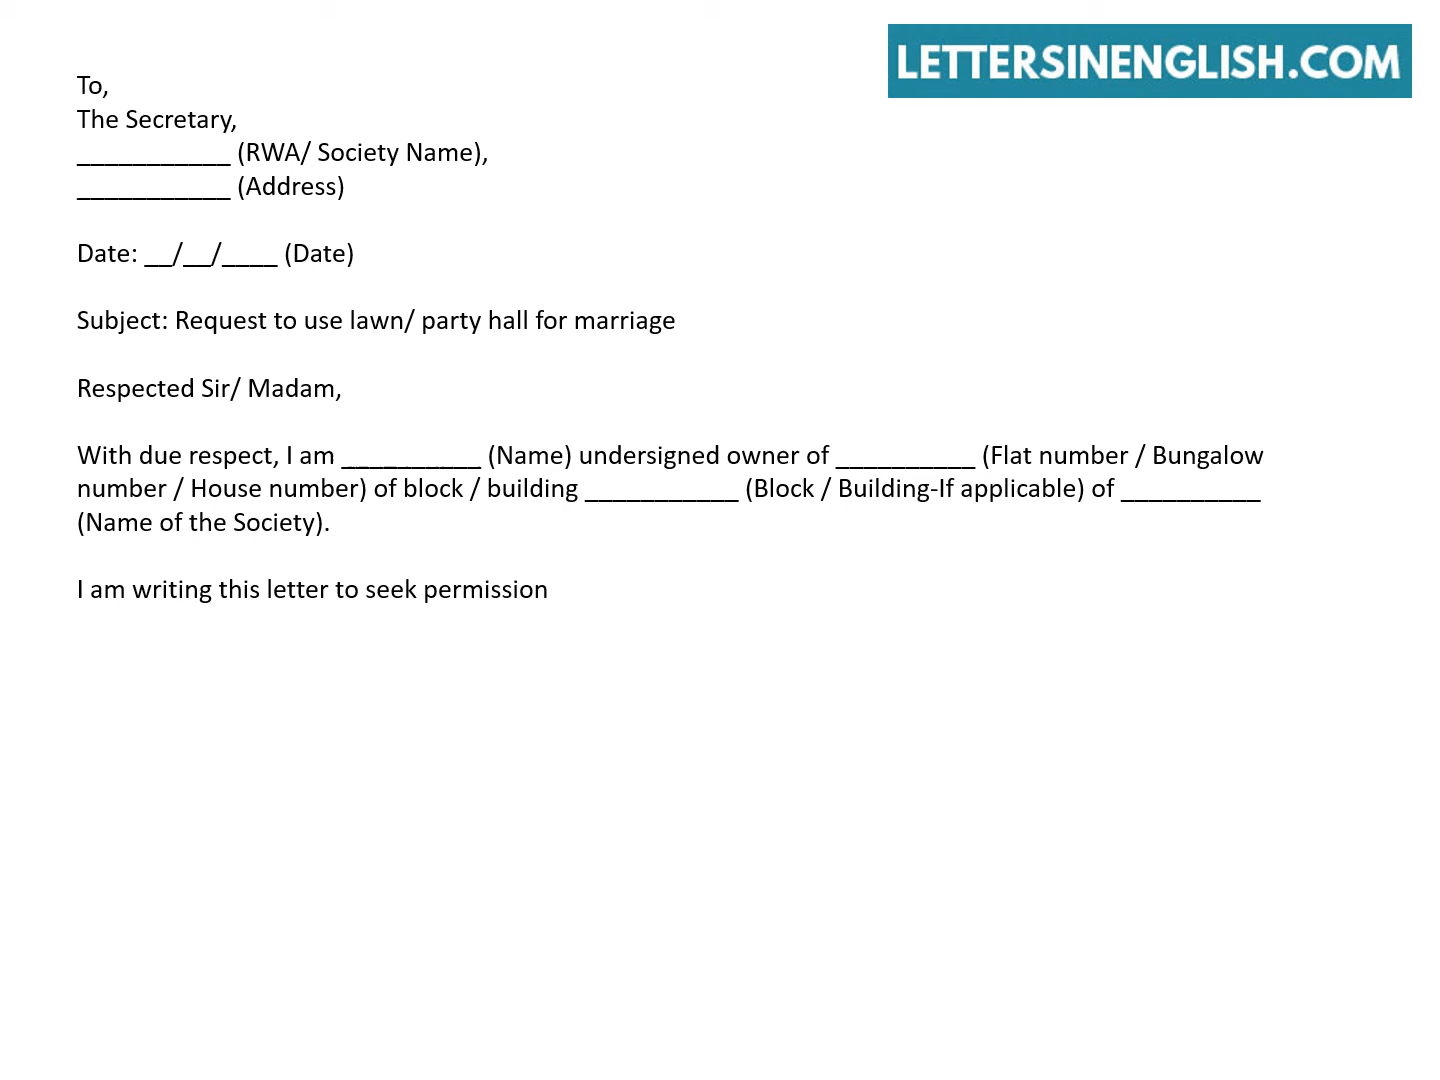 LETTERSINENGLISH.COM
To,
The Secretary,
___________ (RWA/ Society Name),
___________ (Address)
Date: __/__/____ (Date)
Subject: Request to use lawn/ party hall for marriage
Respected Sir/ Madam,
With due respect, I am __________ (Name) undersigned owner of __________ (Flat number / Bungalow
number / House number) of block / building ___________ (Block / Building-If applicable) of __________
(Name of the Society).
I am writing this letter to seek permission